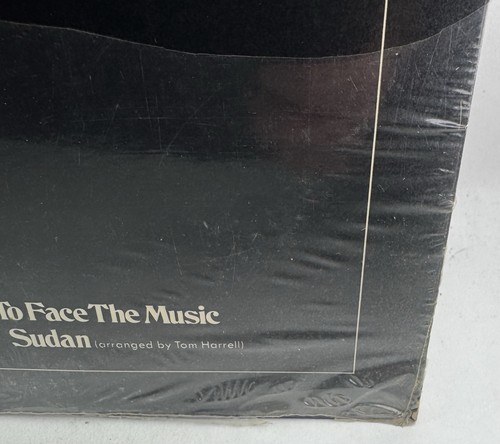 To Face The Music
Sudan (arranged by Tom Harrell)